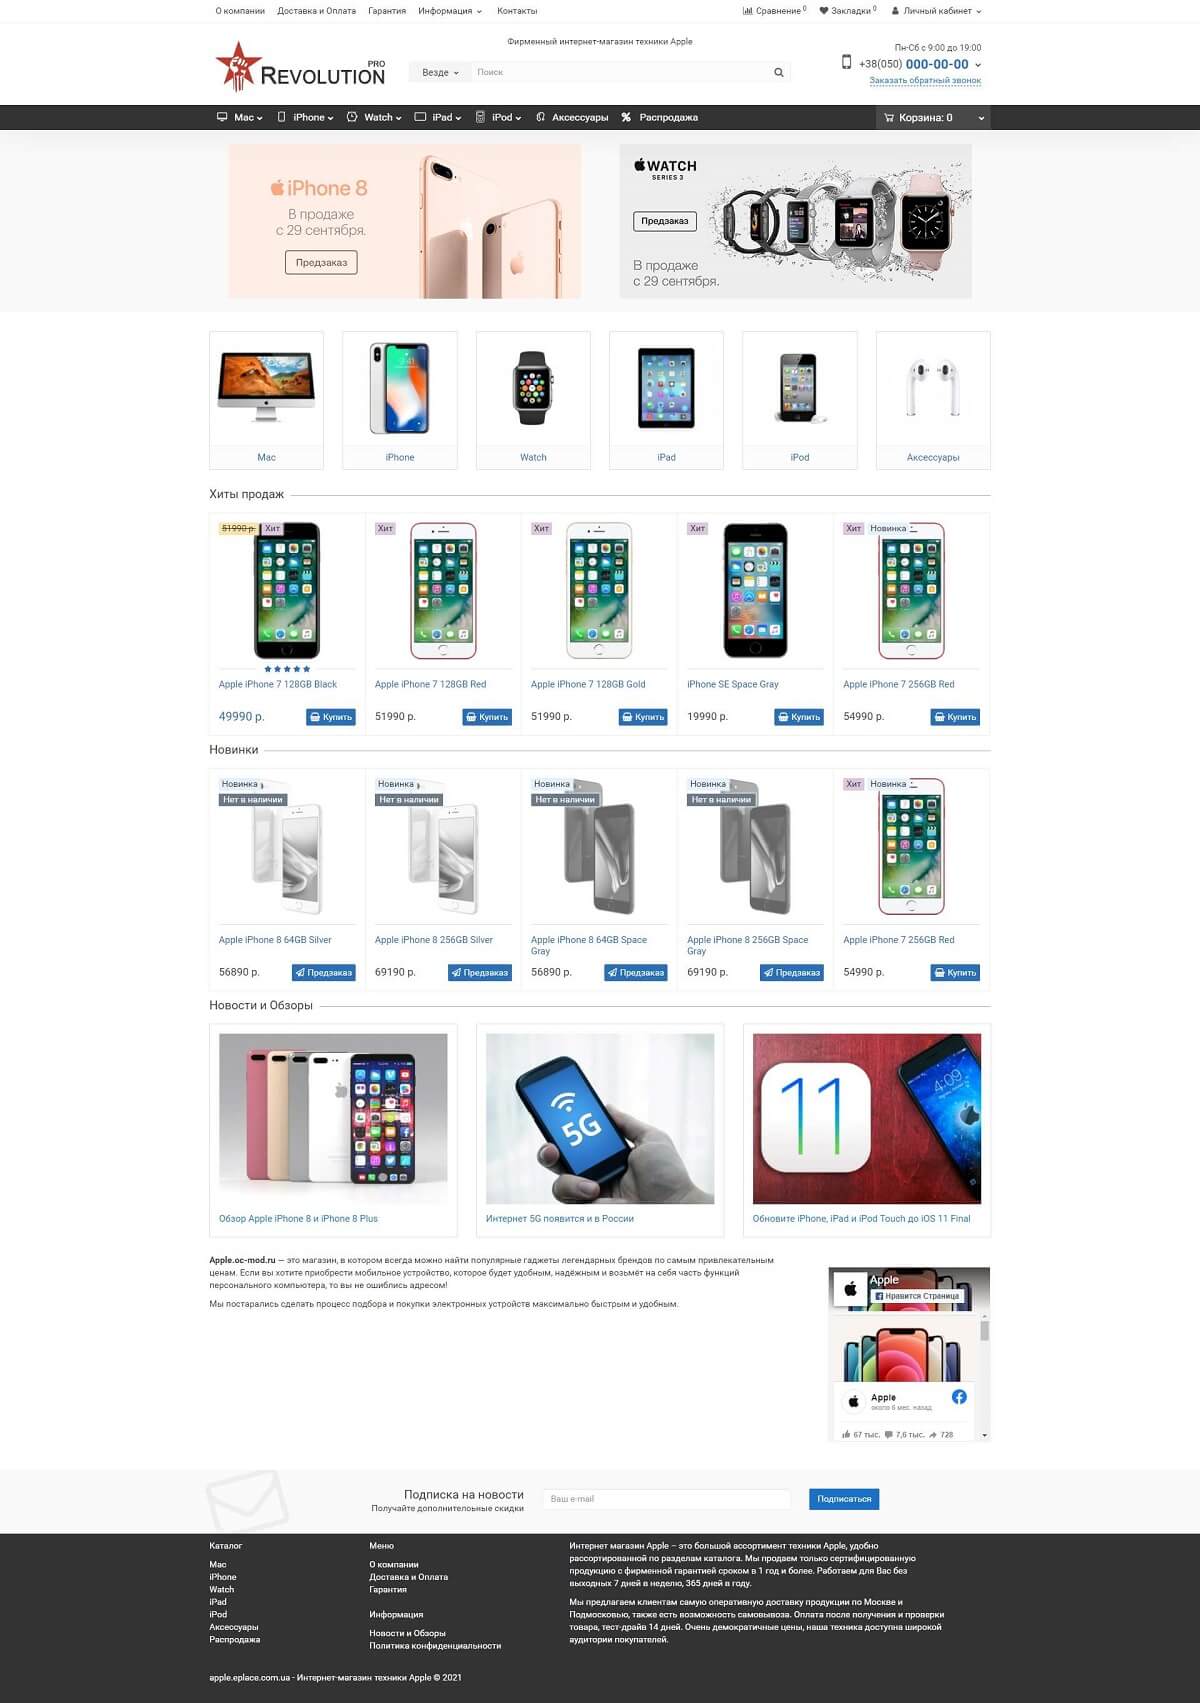 О компании Доставка и Оплата Гарантия Информация Контакты Сравнение 0 Закладки 0 Личный кабинет
Фирменный интернет-магазин техники Apple
REVOLUTION PRO
Везде Поиск
Пн-Сб с 9:00 до 19:00
+38(050) 000-00-00
Заказать обратный звонок
Mac iPhone Watch iPad iPod Аксессуары Распродажа Корзина: 0
iPhone 8
В продаже
с 29 сентября.
Предзаказ
WATCH
SERIES 3
Предзаказ
В продаже
с 29 сентября.
Mac iPhone Watch iPad iPod Аксессуары
Хиты продаж
51990 р. Хит Хит Хит Хит Хит Новинка
Apple iPhone 7 128GB Black Apple iPhone 7 128GB Red Apple iPhone 7 128GB Gold iPhone SE Space Gray Apple iPhone 7 256GB Red
49990 р. Купить 51990 р. Купить 51990 р. Купить 19990 р. Купить 54990 р. Купить
Новинки
Новинка Новинка Новинка Новинка Хит Новинка
Нет в наличии Нет в наличии Нет в наличии Нет в наличии
Apple iPhone 8 64GB Silver Apple iPhone 8 256GB Silver Apple iPhone 8 64GB Space Gray Apple iPhone 8 256GB Space Gray Apple iPhone 7 256GB Red
56890 р. Предзаказ 69190 р. Предзаказ 56890 р. Предзаказ 69190 р. Предзаказ 54990 р. Купить
Новости и Обзоры
5G
11
4:09
Обзор Apple iPhone 8 и iPhone 8 Plus Интернет 5G появится и в России Обновите iPhone, iPad и iPod Touch до iOS 11 Final
Apple.oc-mod.ru — это магазин, в котором всегда можно найти популярные гаджеты легендарных брендов по самым привлекательным
ценам. Если вы хотите приобрести мобильное устройство, которое будет удобным, надёжным и возьмёт на себя часть функций
персонального компьютера, то вы не ошиблись адресом!
Мы постарались сделать процесс подбора и покупки электронных устройств максимально быстрым и удобным.
Apple
Нравится Страница
Apple
около 6 мес. назад
67 тыс. 7,6 тыс. 728
Подписка на новости
Получайте дополнительные скидки
Ваш e-mail
Подписаться
Каталог
Mac
iPhone
Watch
iPad
iPod
Аксессуары
Распродажа
Меню
О компании
Доставка и Оплата
Гарантия
Информация
Новости и Обзоры
Политика конфиденциальности
Интернет магазин Apple – это большой ассортимент техники Apple, удобно
рассортированной по разделам каталога. Мы продаем только сертифицированную
продукцию с фирменной гарантией сроком в 1 год и более. Работаем для Вас без
выходных 7 дней в неделю, 365 дней в году.
Мы предлагаем клиентам самую оперативную доставку продукции по Москве и
Подмосковью, также есть возможность самовывоза. Оплата после получения и проверки
товара, тест-драйв 14 дней. Очень демократичные цены, наша техника доступна широкой
аудитории покупателей.
apple.eplace.com.ua - Интернет-магазин техники Apple © 2021